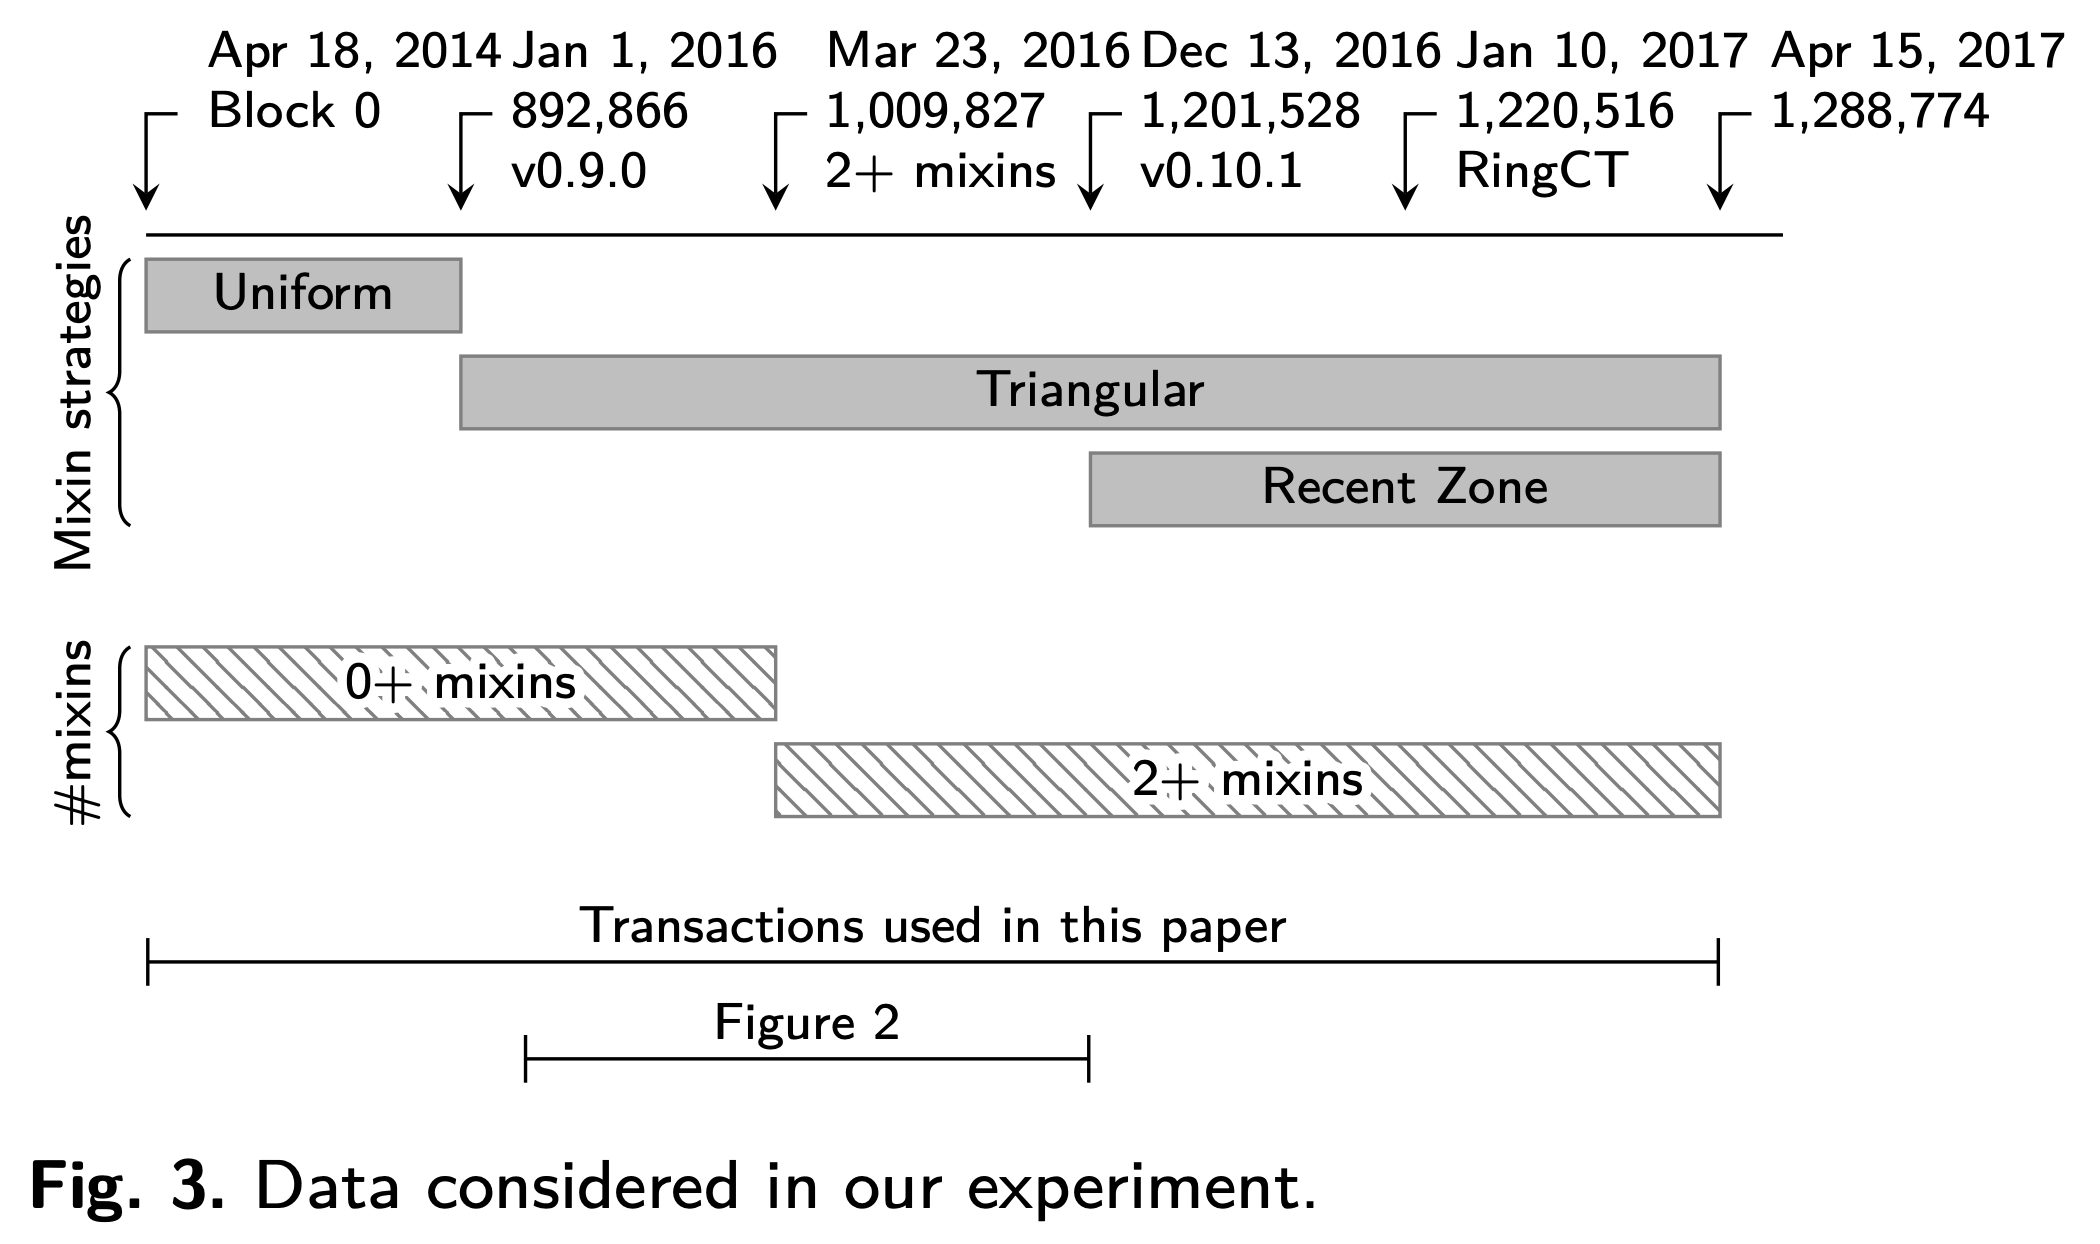 Apr 18, 2014 Jan 1, 2016 Mar 23, 2016 Dec 13, 2016 Jan 10, 2017 Apr 15, 2017
Block 0 892,866 1,009,827 1,201,528 1,220,516 1,288,774
v0.9.0 2+ mixins v0.10.1 RingCT
Mixin strategies
Uniform
Triangular
Recent Zone
#mixins
0+ mixins
2+ mixins
Transactions used in this paper
Figure 2
Fig. 3. Data considered in our experiment.